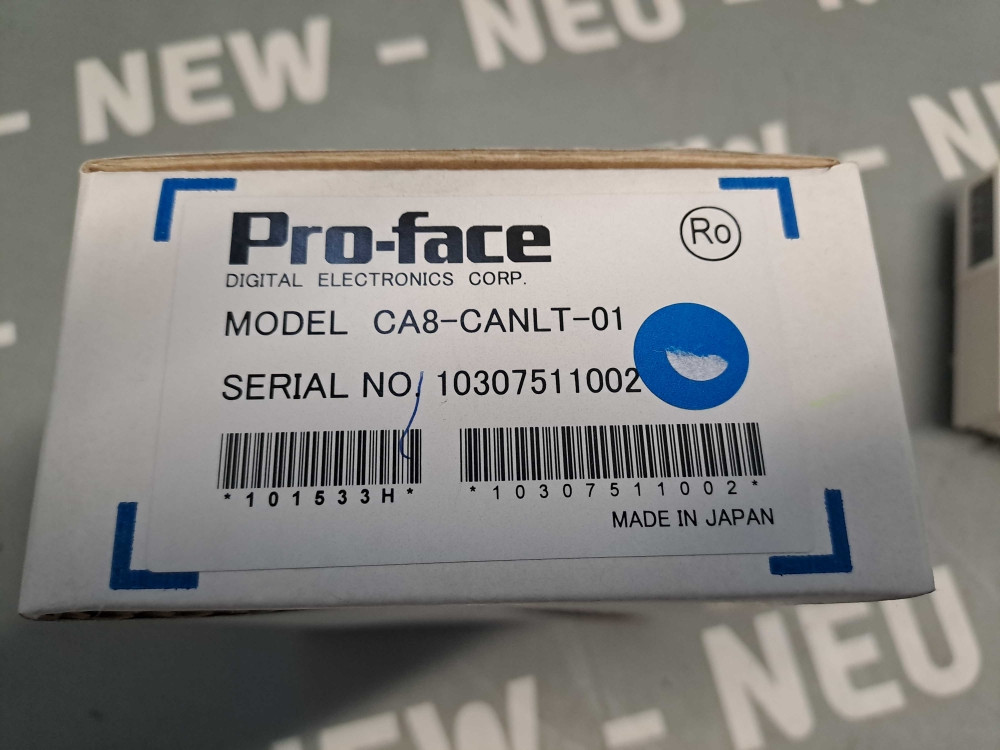 NEW - NEU
NEU
Pro-face
Ro
DIGITAL ELECTRONICS CORP.
MODEL CA8-CANLT-01
SERIAL NO. 10307511002
*101533H*
*10307511002*
MADE IN JAPAN
NEW - NEU